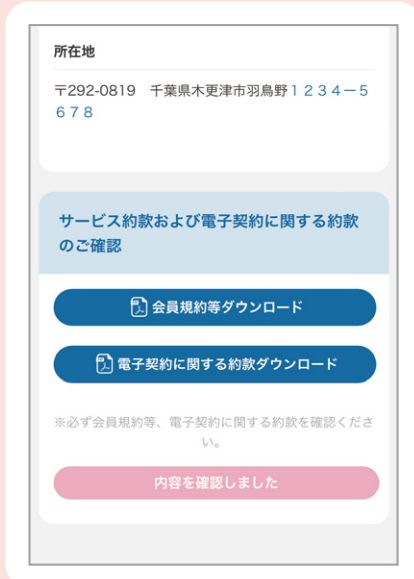 所在地
〒292-0819　千葉県木更津市羽鳥野１２３４ー５
６７８
サービス約款および電子契約に関する約款
のご確認
会員規約等ダウンロード
電子契約に関する約款ダウンロード
※必ず会員規約等、電子契約に関する約款を確認くださ
い。
内容を確認しました